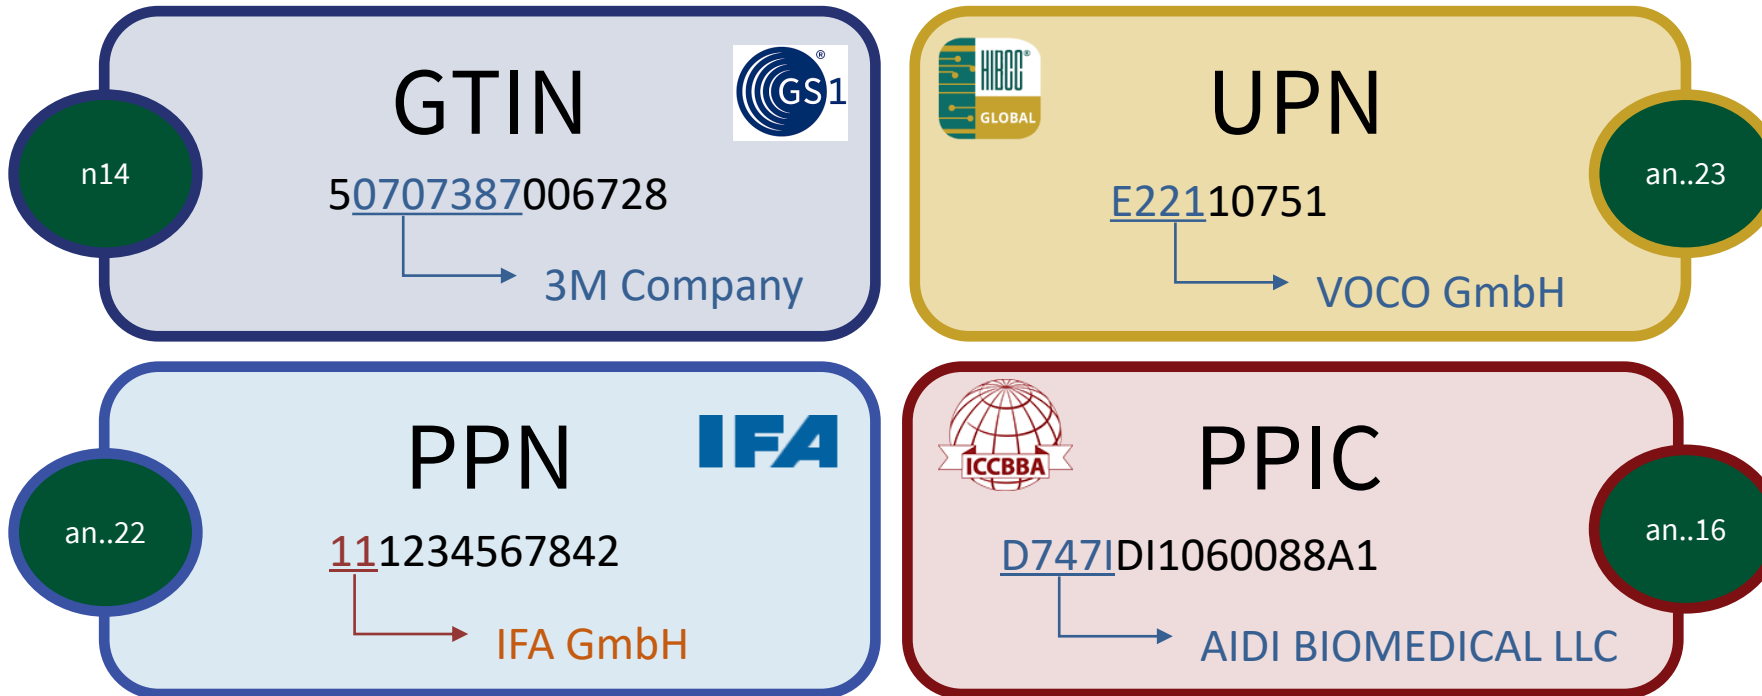 GTIN
GS1®
n14
50707387006728
3M Company
HIBCC®
GLOBAL
UPN
an..23
E22110751
VOCO GmbH
PPN
IFA
an..22
111234567842
IFA GmbH
ICCBBA
PPIC
an..16
D747IDI1060088A1
AIDI BIOMEDICAL LLC